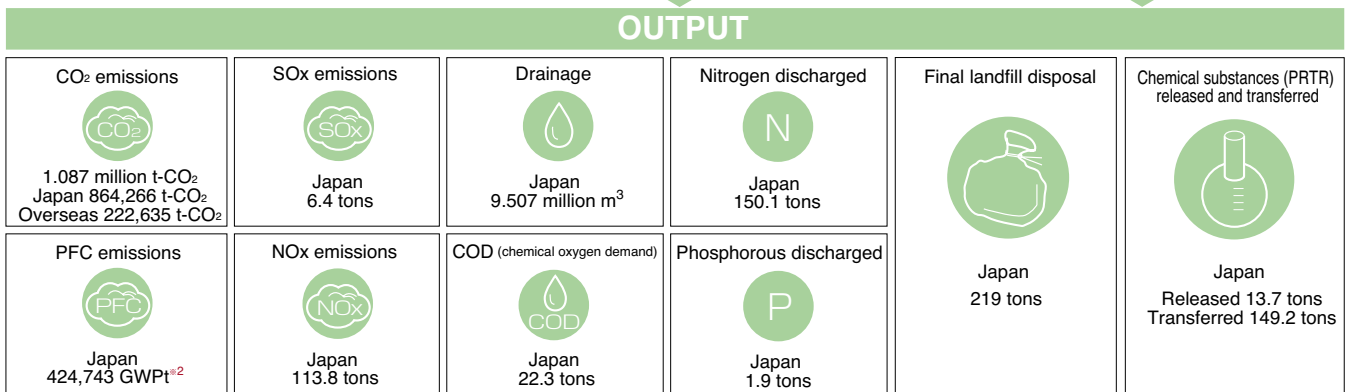 OUTPUT
CO₂ emissions
CO₂
1.087 million t-CO₂
Japan 864,266 t-CO₂
Overseas 222,635 t-CO₂
SOx emissions
SOx
Japan
6.4 tons
Drainage
Japan
9.507 million m³
Nitrogen discharged
N
Japan
150.1 tons
Final landfill disposal
Japan
219 tons
Chemical substances (PRTR)
released and transferred
Japan
Released 13.7 tons
Transferred 149.2 tons
PFC emissions
PFC
Japan
424,743 GWPt※2
NOx emissions
NOx
Japan
113.8 tons
COD (chemical oxygen demand)
COD
Japan
22.3 tons
Phosphorous discharged
P
Japan
1.9 tons